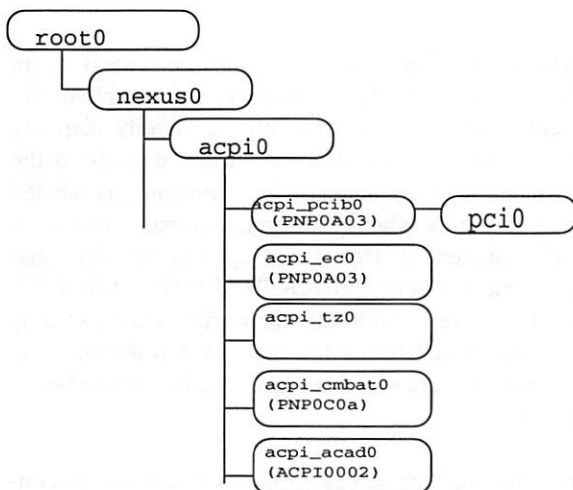 root0
nexus0
acpi0
acpi_pcib0
(PNP0A03)
pci0
acpi_ec0
(PNP0A03)
acpi_tz0
acpi_cmbat0
(PNP0C0a)
acpi_acad0
(ACPI0002)